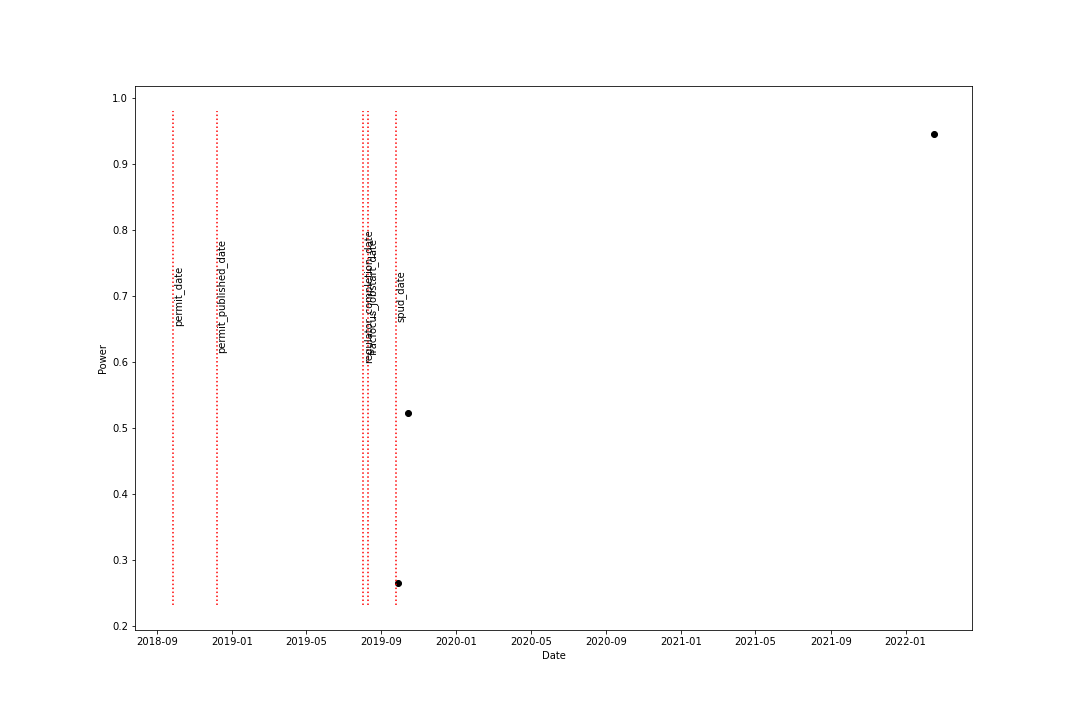 1.0
0.9
0.8
0.7
0.6
0.5
0.4
0.3
0.2
Power
permit_date
permit_published_date
regulator_completion_date
fracfocus_jobstart_date
spud_date
2018-09
2019-01
2019-05
2019-09
2020-01
2020-05
2020-09
2021-01
2021-05
2021-09
2022-01
Date